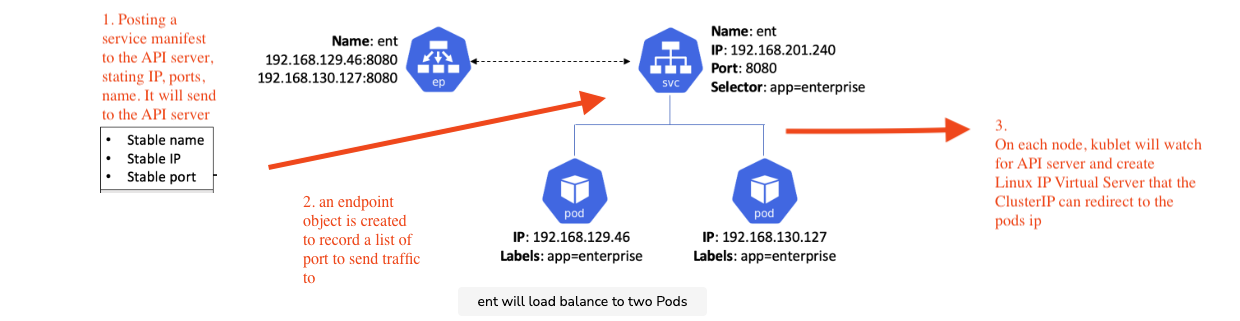 1. Posting a
service manifest
to the API server,
stating IP, ports,
name. It will send
to the API server
• Stable name
• Stable IP
• Stable port
Name: ent
192.168.129.46:8080
192.168.130.127:8080
ep
svc
Name: ent
IP: 192.168.201.240
Port: 8080
Selector: app=enterprise
2. an endpoint
object is created
to record a list of
port to send traffic
to
pod
IP: 192.168.129.46
Labels: app=enterprise
pod
IP: 192.168.130.127
Labels: app=enterprise
3.
On each node, kublet will watch
for API server and create
Linux IP Virtual Server that the
ClusterIP can redirect to the
pods ip
ent will load balance to two Pods